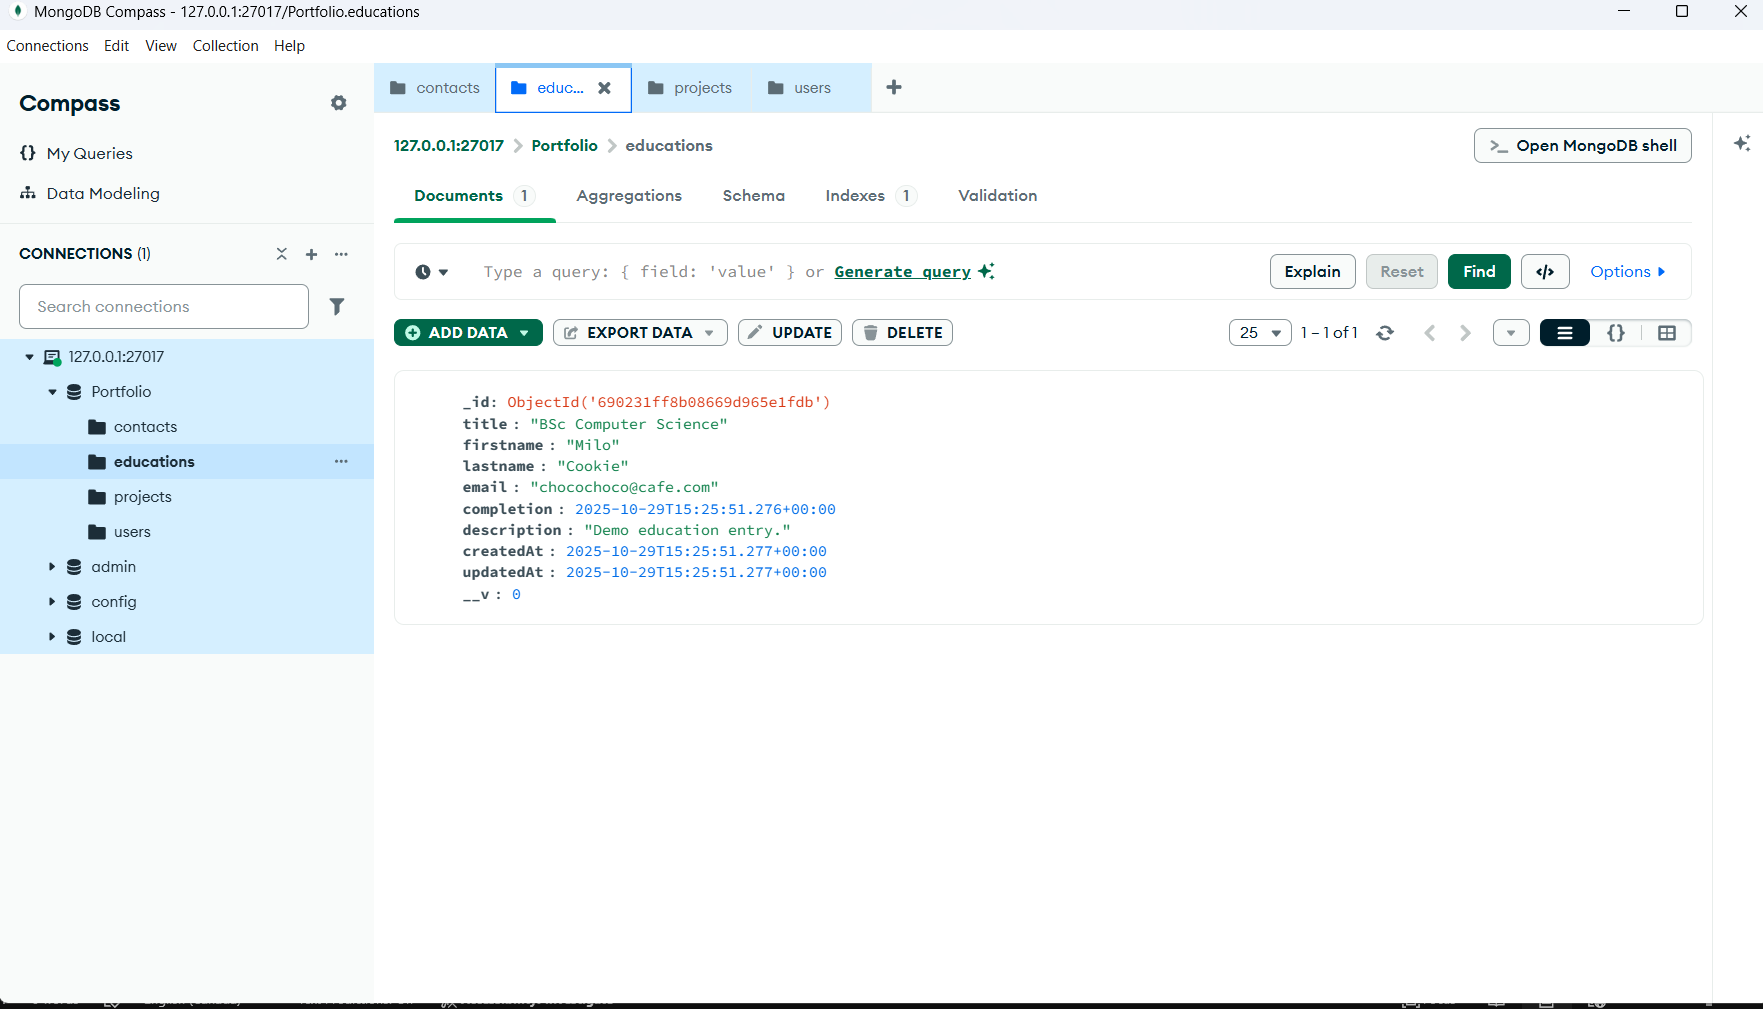 MongoDB Compass - 127.0.0.1:27017/Portfolio.educations
Connections Edit View Collection Help
Compass
My Queries
Data Modeling
CONNECTIONS (1)
Search connections
127.0.0.1:27017
Portfolio
contacts
educations
projects
users
admin
config
local
contacts educ... projects users
127.0.0.1:27017 Portfolio educations
Open MongoDB shell
Documents 1 Aggregations Schema Indexes 1 Validation
Type a query: { field: 'value' } or Generate query
Explain Reset Find </> Options
ADD DATA EXPORT DATA UPDATE DELETE
25 1 – 1 of 1 {}
_id: ObjectId('690231ff8b08669d965e1fdb')
title : "BSc Computer Science"
firstname : "Milo"
lastname : "Cookie"
email : "chocochoco@cafe.com"
completion : 2025-10-29T15:25:51.276+00:00
description : "Demo education entry."
createdAt : 2025-10-29T15:25:51.277+00:00
updatedAt : 2025-10-29T15:25:51.277+00:00
__v : 0